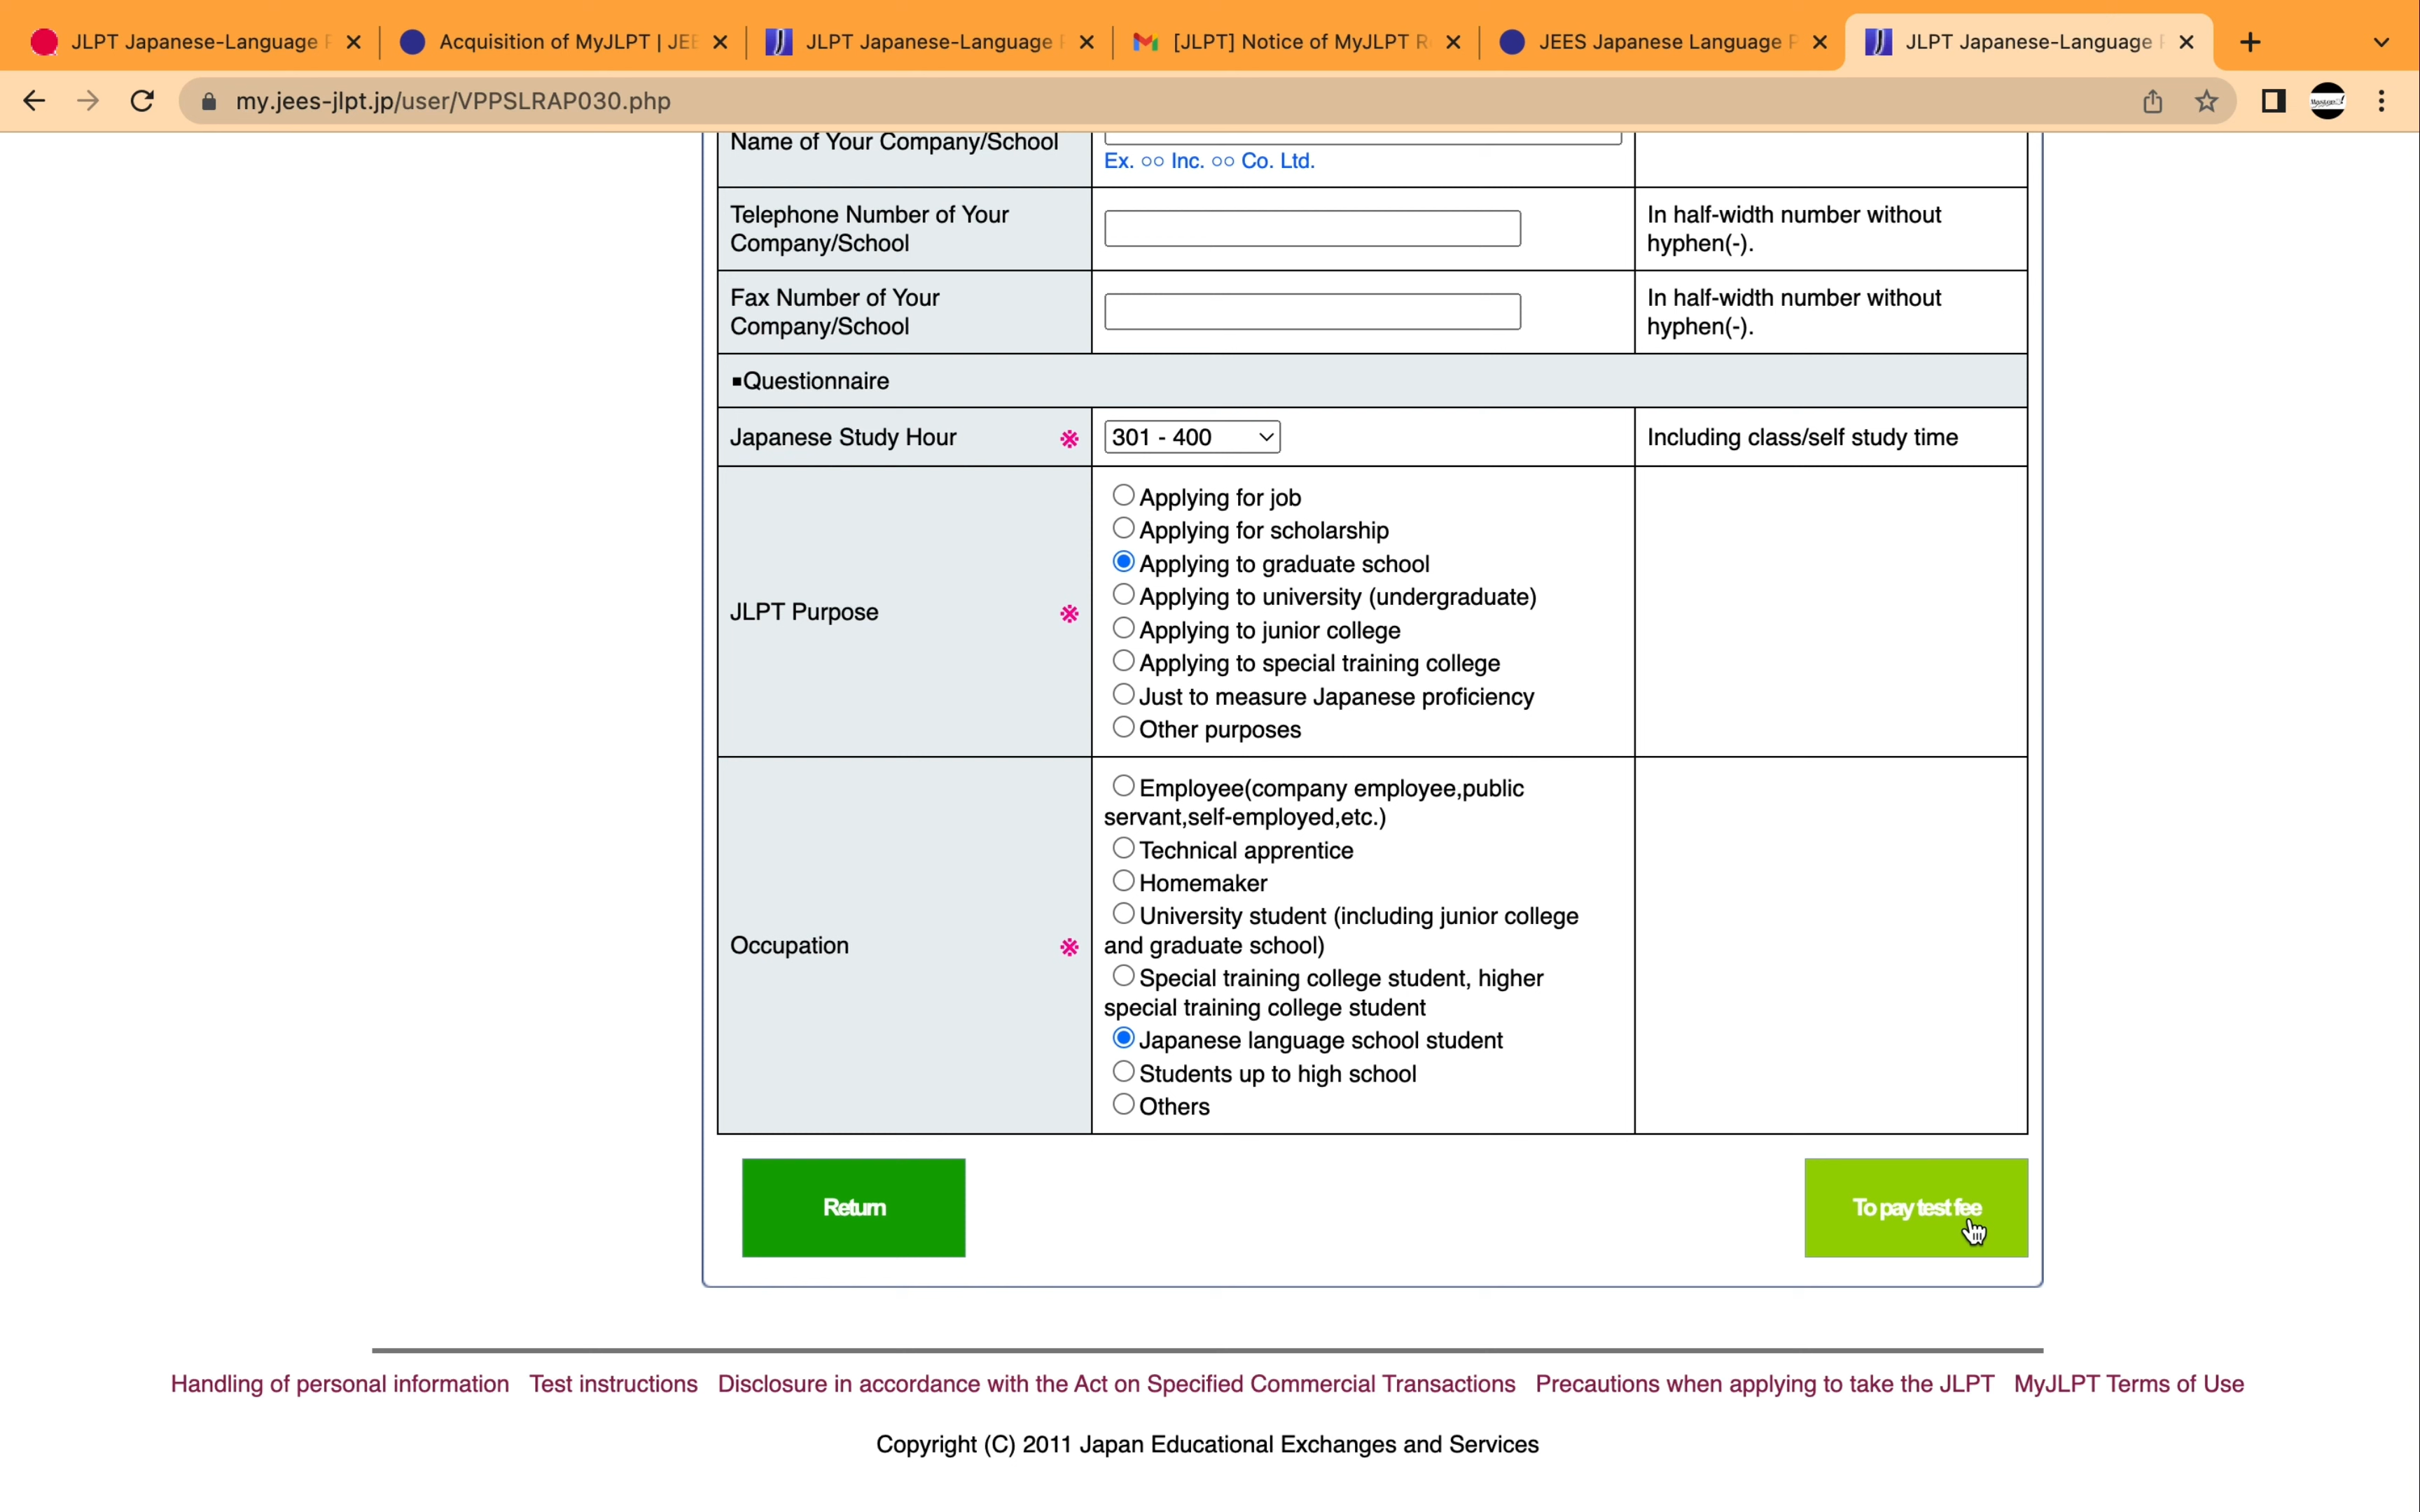 JLPT Japanese-Language
Acquisition of MyJLPT | JEE
JLPT Japanese-Language
[JLPT] Notice of MyJLPT R
JEES Japanese Language P
JLPT Japanese-Language
my.jees-jlpt.jp/user/VPPSLRAP030.php
Name of Your Company/School
Ex. ○○ Inc. ○○ Co. Ltd.
Telephone Number of Your
Company/School
In half-width number without
hyphen(-).
Fax Number of Your
Company/School
In half-width number without
hyphen(-).
■Questionnaire
Japanese Study Hour ※
301 - 400
Including class/self study time
JLPT Purpose ※
Applying for job
Applying for scholarship
Applying to graduate school
Applying to university (undergraduate)
Applying to junior college
Applying to special training college
Just to measure Japanese proficiency
Other purposes
Occupation ※
Employee(company employee,public
servant,self-employed,etc.)
Technical apprentice
Homemaker
University student (including junior college
and graduate school)
Special training college student, higher
special training college student
Japanese language school student
Students up to high school
Others
Return
To pay test fee
Handling of personal information Test instructions Disclosure in accordance with the Act on Specified Commercial Transactions Precautions when applying to take the JLPT MyJLPT Terms of Use
Copyright (C) 2011 Japan Educational Exchanges and Services